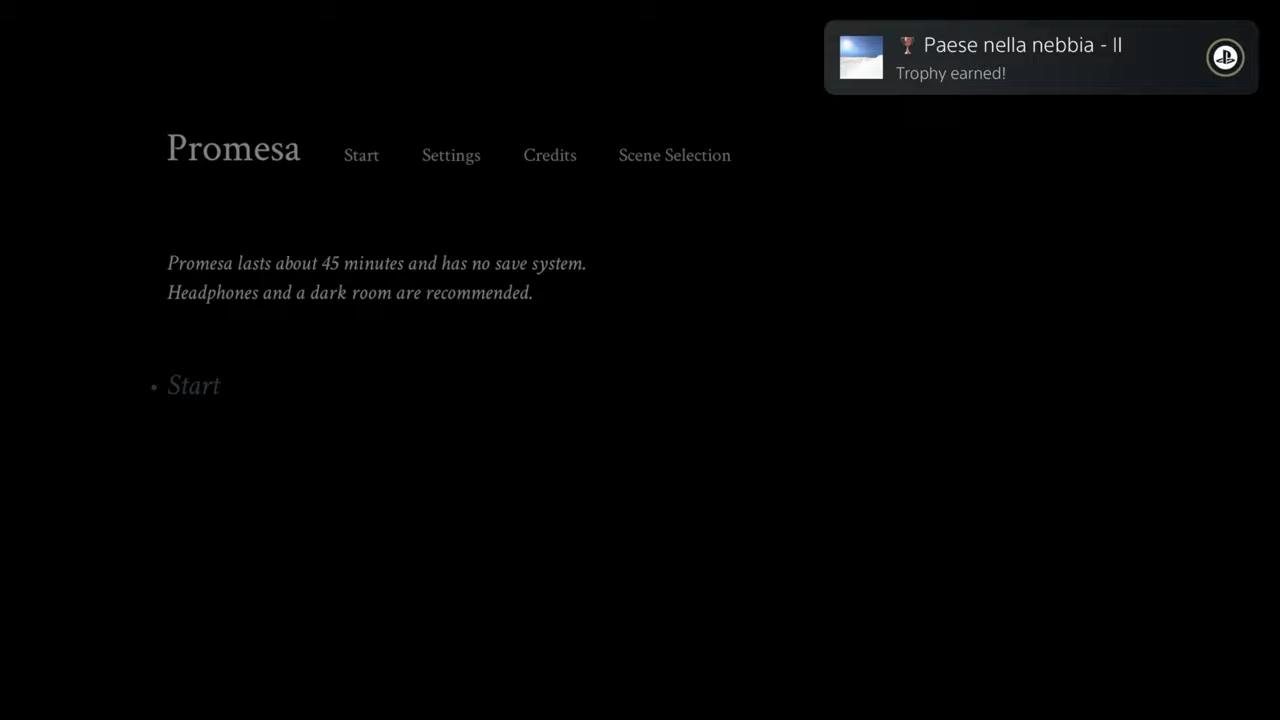 Paese nella nebbia - II
Trophy earned!
Promesa
Start
Settings
Credits
Scene Selection
Promesa lasts about 45 minutes and has no save system.
Headphones and a dark room are recommended.
• Start